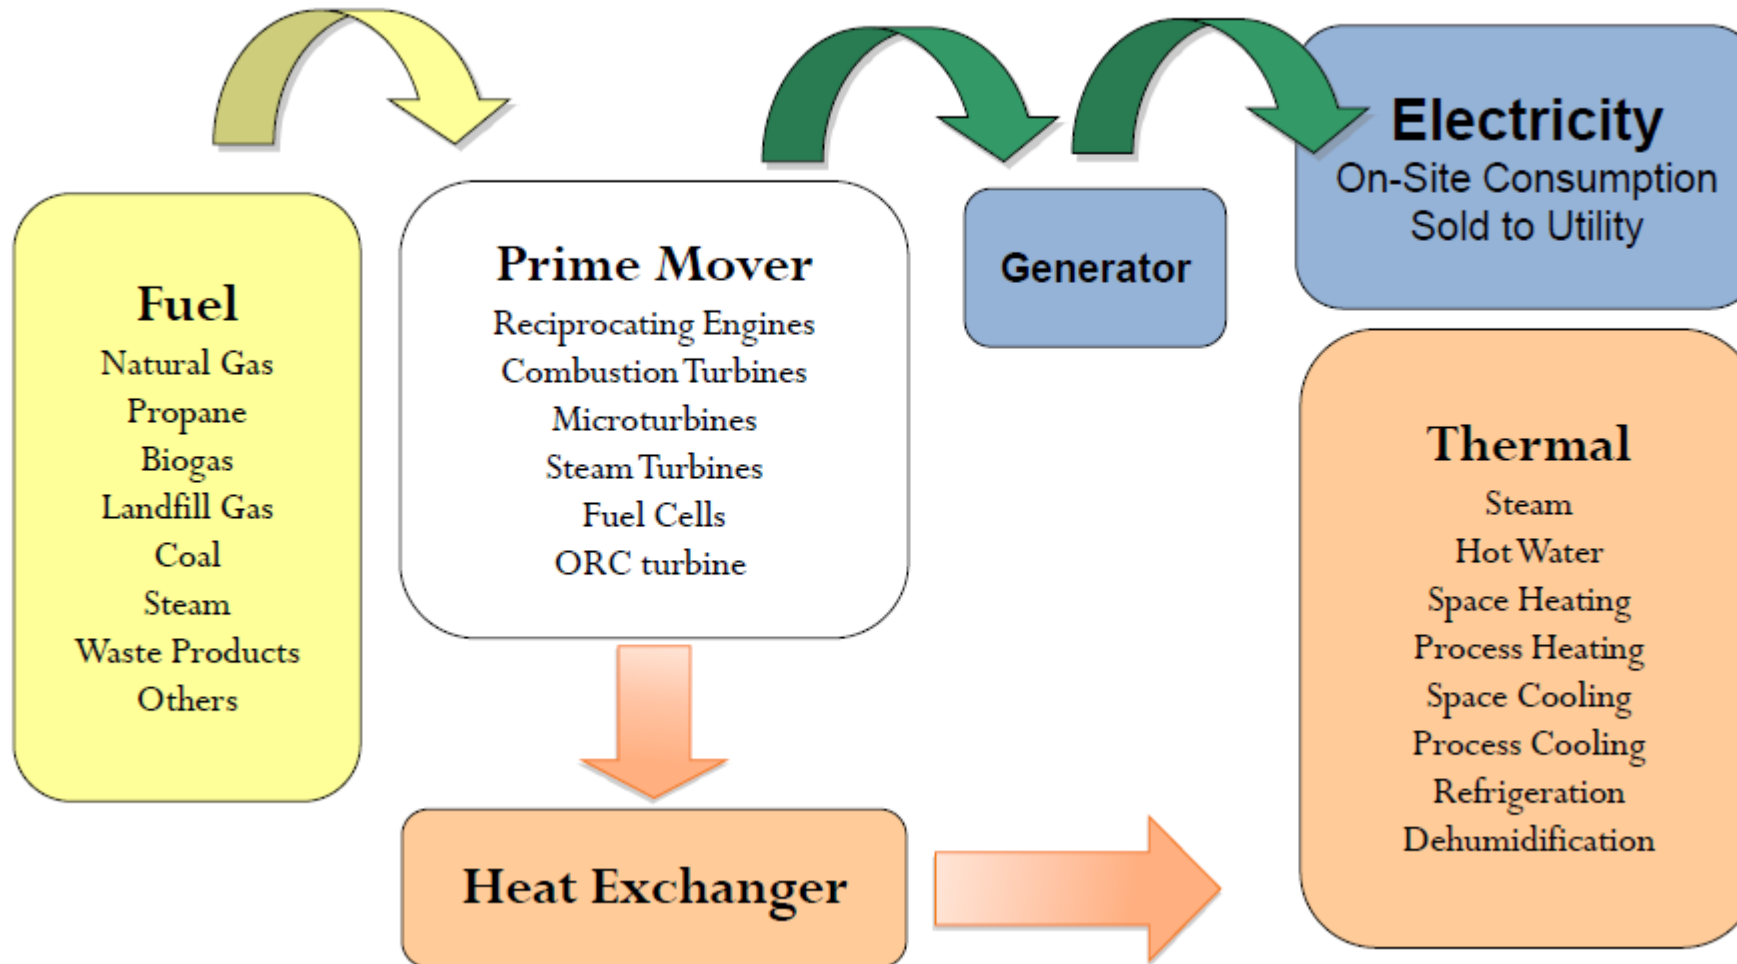 Fuel
Natural Gas
Propane
Biogas
Landfill Gas
Coal
Steam
Waste Products
Others
Prime Mover
Reciprocating Engines
Combustion Turbines
Microturbines
Steam Turbines
Fuel Cells
ORC turbine
Generator
Electricity
On-Site Consumption
Sold to Utility
Heat Exchanger
Thermal
Steam
Hot Water
Space Heating
Process Heating
Space Cooling
Process Cooling
Refrigeration
Dehumidification